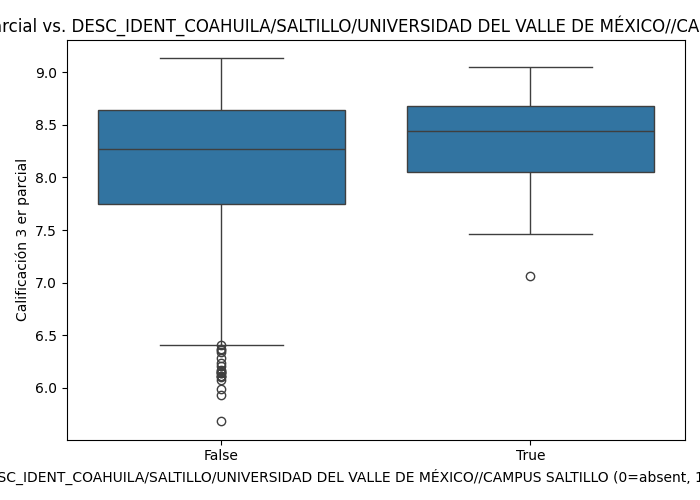 rcial vs. DESC_IDENT_COAHUILA/SALTILLO/UNIVERSIDAD DEL VALLE DE MÉXICO//CA
Calificación 3 er parcial
9.0
8.5
8.0
7.5
7.0
6.5
6.0
False
True
SC_IDENT_COAHUILA/SALTILLO/UNIVERSIDAD DEL VALLE DE MÉXICO//CAMPUS SALTILLO (0=absent, 1